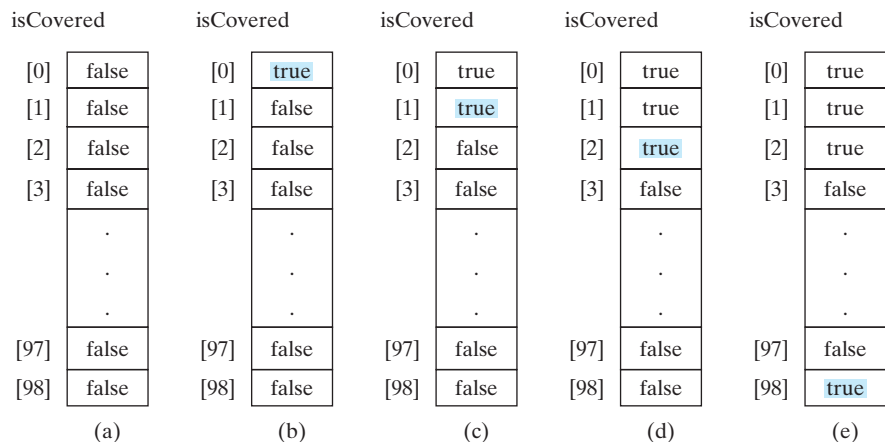 isCovered isCovered isCovered isCovered isCovered
[0] false [0] true [0] true [0] true [0] true
[1] false [1] false [1] true [1] true [1] true
[2] false [2] false [2] false [2] true [2] true
[3] false [3] false [3] false [3] false [3] false
. . . . .
. . . . .
. . . . .
[97] false [97] false [97] false [97] false [97] false
[98] false [98] false [98] false [98] false [98] true
(a) (b) (c) (d) (e)